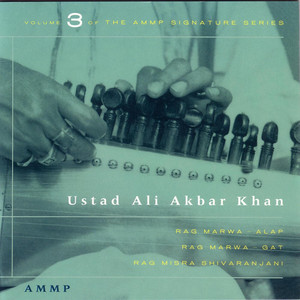 VOLUME 3 OF THE AMMP SIGNATURE SERIES
Ustad Ali Akbar Khan
RAG MARWA - ALAP
RAG MARWA - GAT
RAG MISRA SHIVARANJANI
AMMP